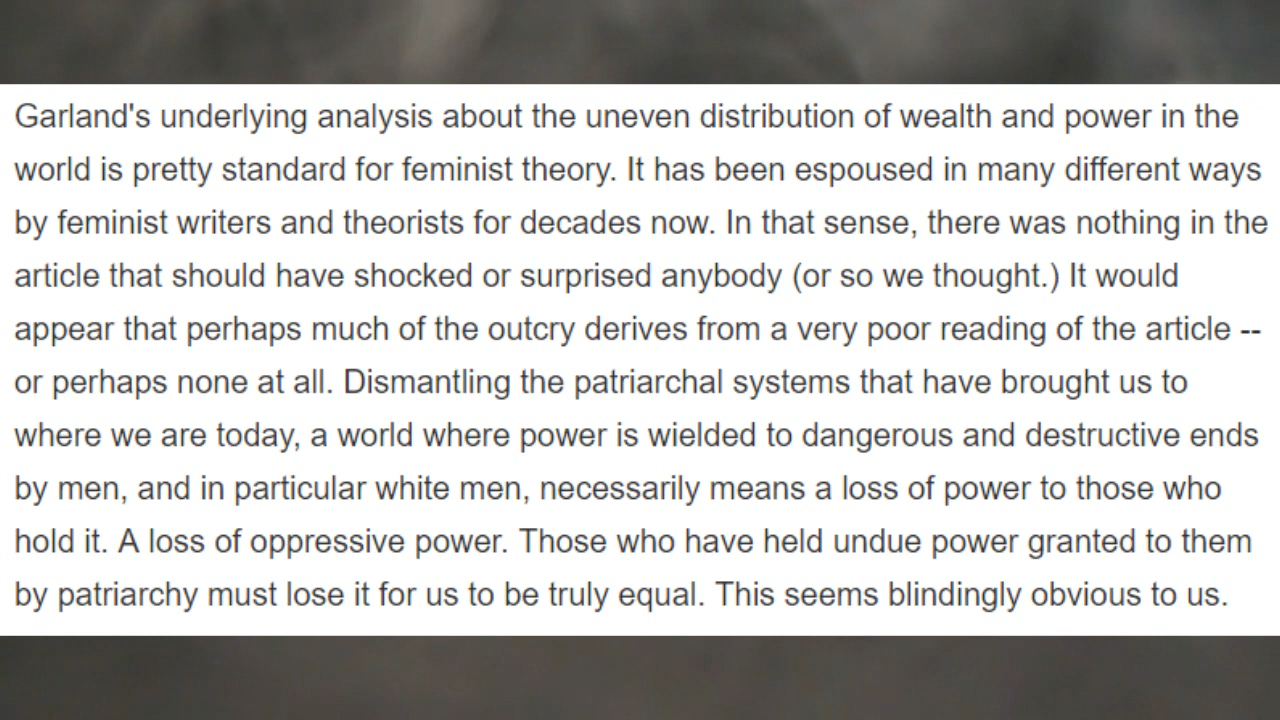 Garland's underlying analysis about the uneven distribution of wealth and power in the
world is pretty standard for feminist theory. It has been espoused in many different ways
by feminist writers and theorists for decades now. In that sense, there was nothing in the
article that should have shocked or surprised anybody (or so we thought.) It would
appear that perhaps much of the outcry derives from a very poor reading of the article --
or perhaps none at all. Dismantling the patriarchal systems that have brought us to
where we are today, a world where power is wielded to dangerous and destructive ends
by men, and in particular white men, necessarily means a loss of power to those who
hold it. A loss of oppressive power. Those who have held undue power granted to them
by patriarchy must lose it for us to be truly equal. This seems blindingly obvious to us.